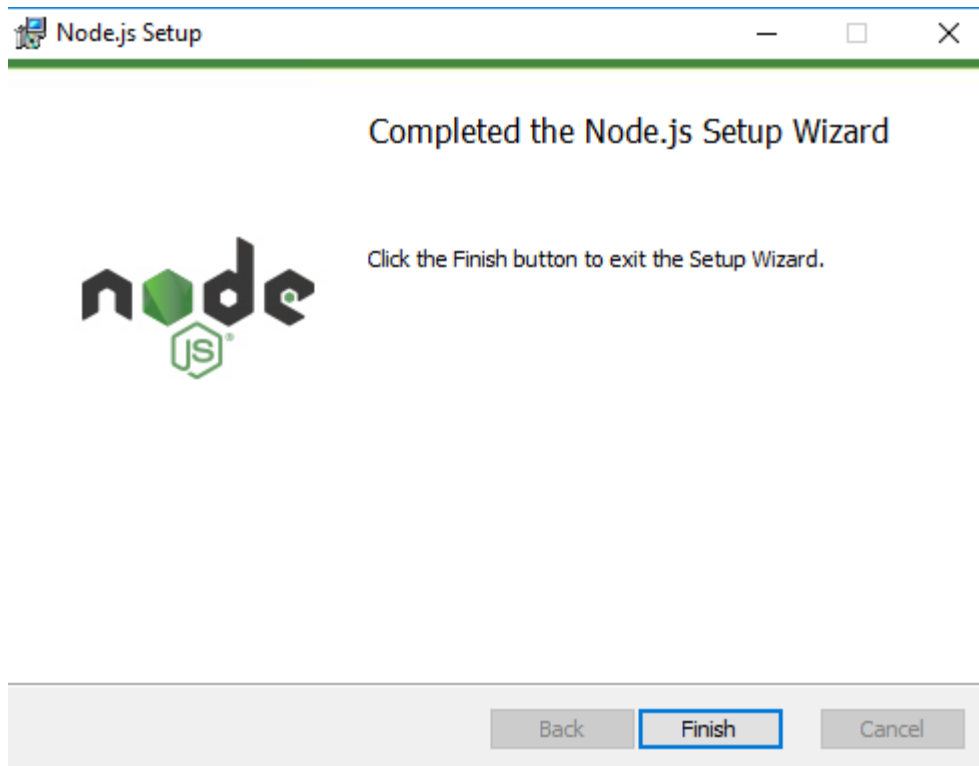 Node.js Setup
Completed the Node.js Setup Wizard
Click the Finish button to exit the Setup Wizard.
node
JS®
Back Finish Cancel